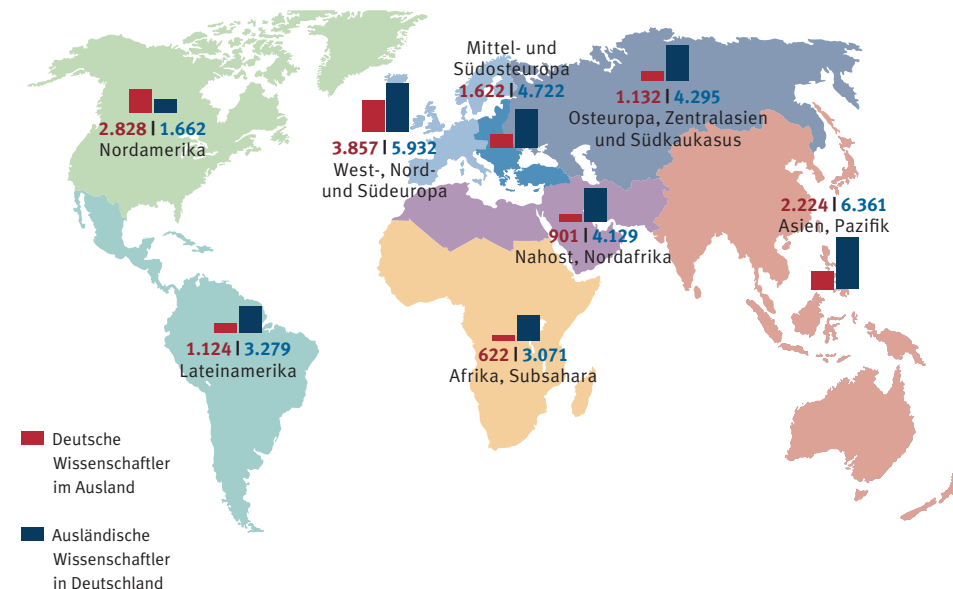 Mittel- und
Südosteuropa
1.622 | 4.722
1.132 | 4.295
Osteuropa, Zentralasien
und Südkaukasus
2.828 | 1.662
Nordamerika
3.857 | 5.932
West-, Nord-
und Südeuropa
2.224 | 6.361
Asien, Pazifik
901 | 4.129
Nahost, Nordafrika
1.124 | 3.279
Lateinamerika
622 | 3.071
Afrika, Subsahara
Deutsche
Wissenschaftler
im Ausland
Ausländische
Wissenschaftler
in Deutschland